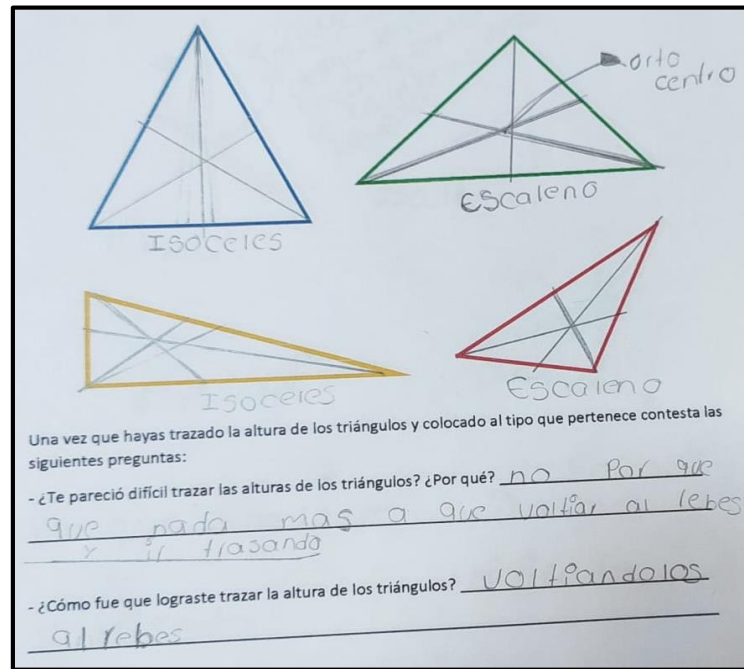 orto
centro
Escaleno
Isoceles
Isoceles
Escaleno
Una vez que hayas trazado la altura de los triángulos y colocado al tipo que pertenece contesta las
siguientes preguntas:
- ¿Te pareció difícil trazar las alturas de los triángulos? ¿Por qué? no Por que
que nada mas a que voltiar al lebes
y ir trasando
- ¿Cómo fue que lograste trazar la altura de los triángulos? voltiandolos
al rebes